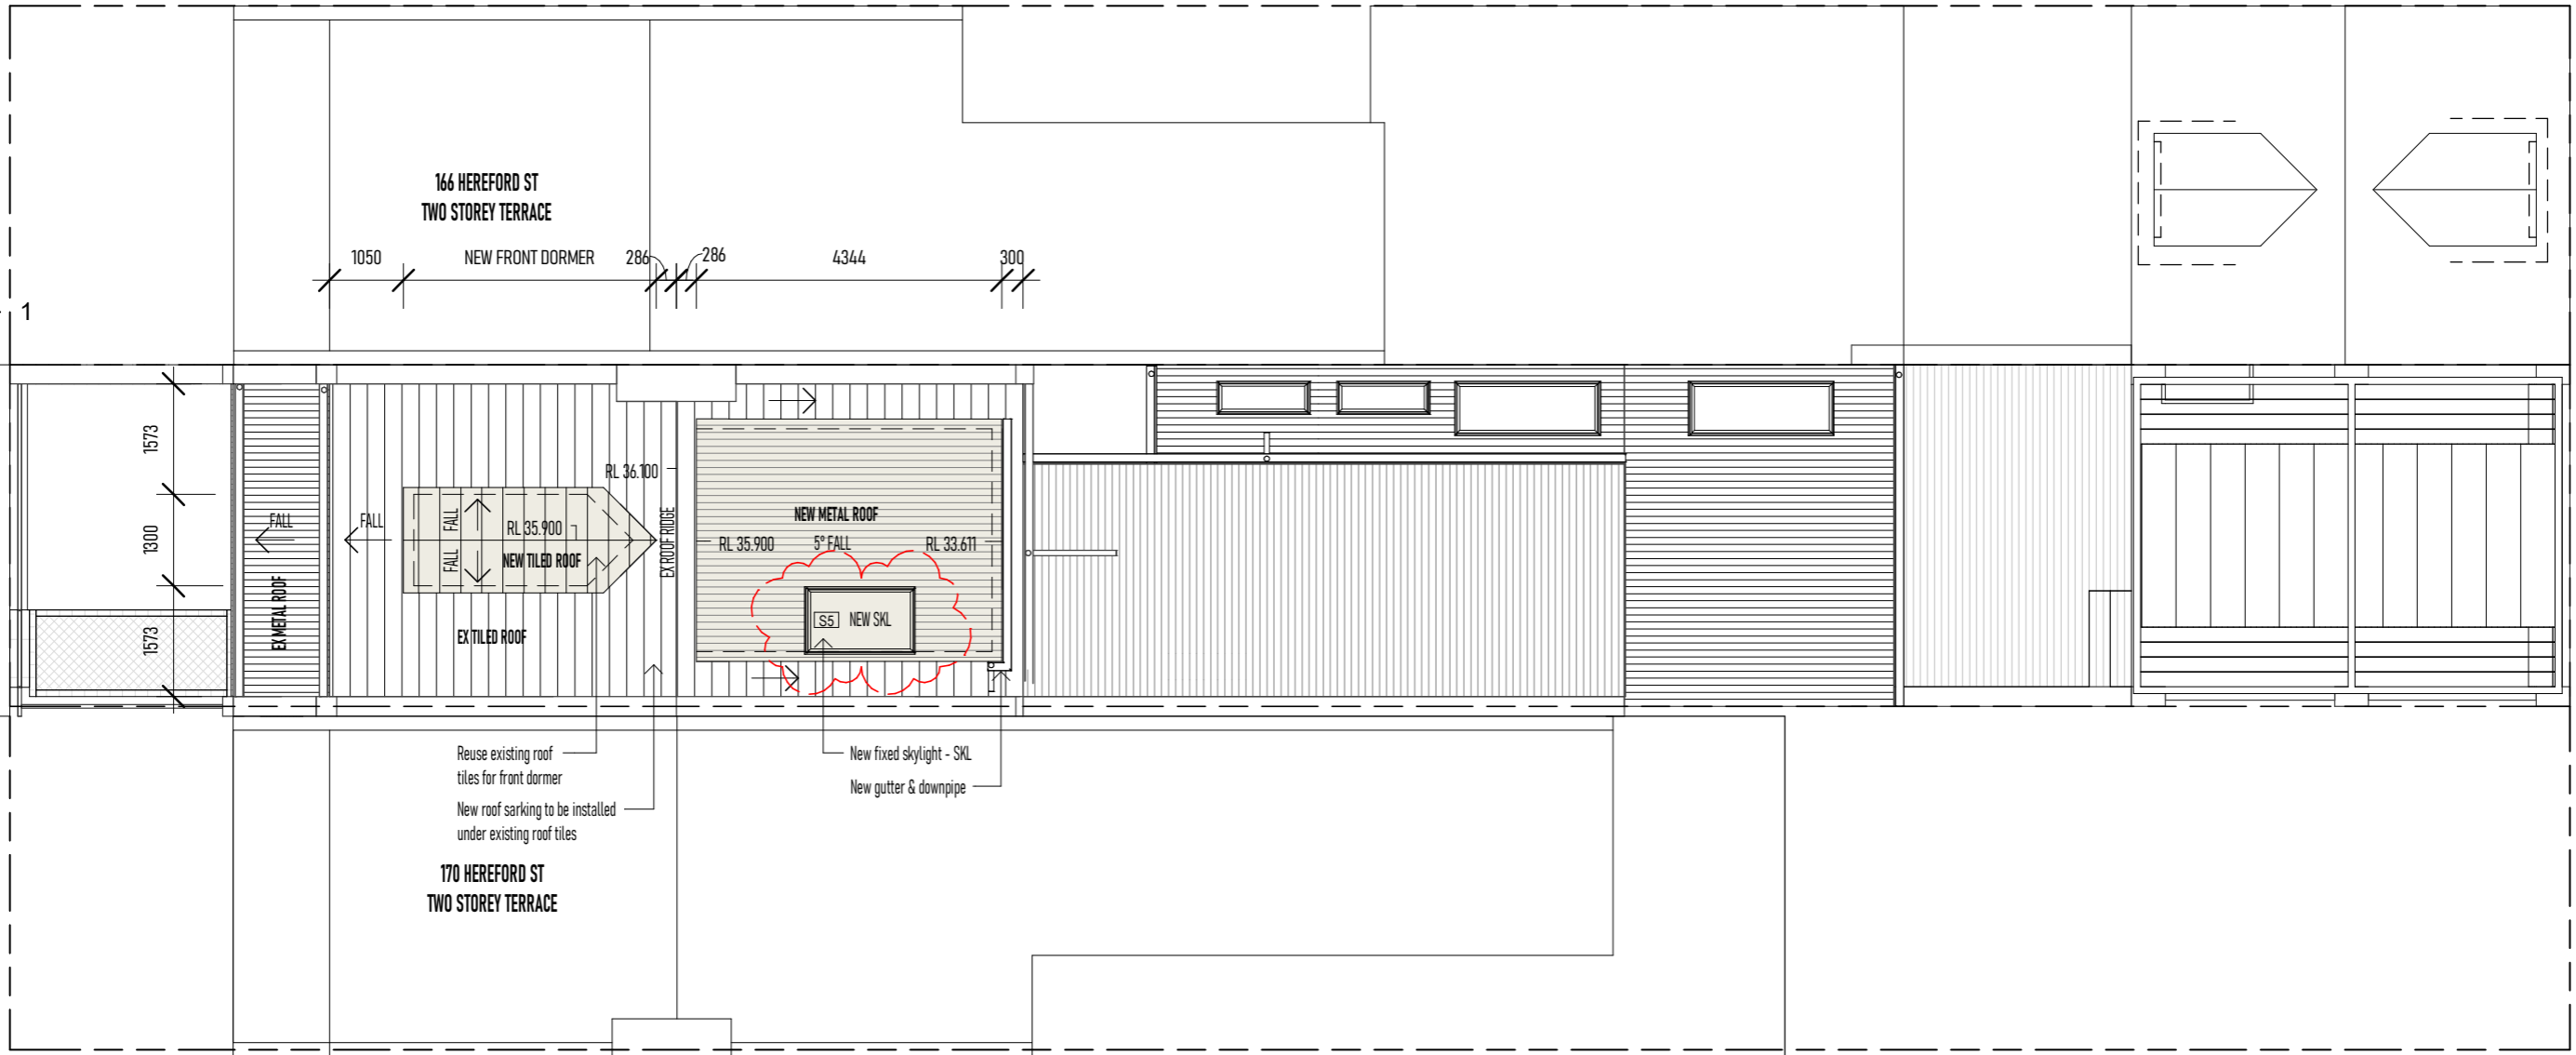 166 HEREFORD ST
TWO STOREY TERRACE
1050
NEW FRONT DORMER
286
286
4344
300
1
1573
1300
1573
FALL
EX METAL ROOF
FALL
FALL
FALL
RL 35.900
NEW TILED ROOF
EX TILED ROOF
RL 36.100
EX ROOF RIDGE
NEW METAL ROOF
RL 35.900
5° FALL
RL 33.611
S5
NEW SKL
Reuse existing roof
tiles for front dormer
New roof sarking to be installed
under existing roof tiles
New fixed skylight - SKL
New gutter & downpipe
170 HEREFORD ST
TWO STOREY TERRACE